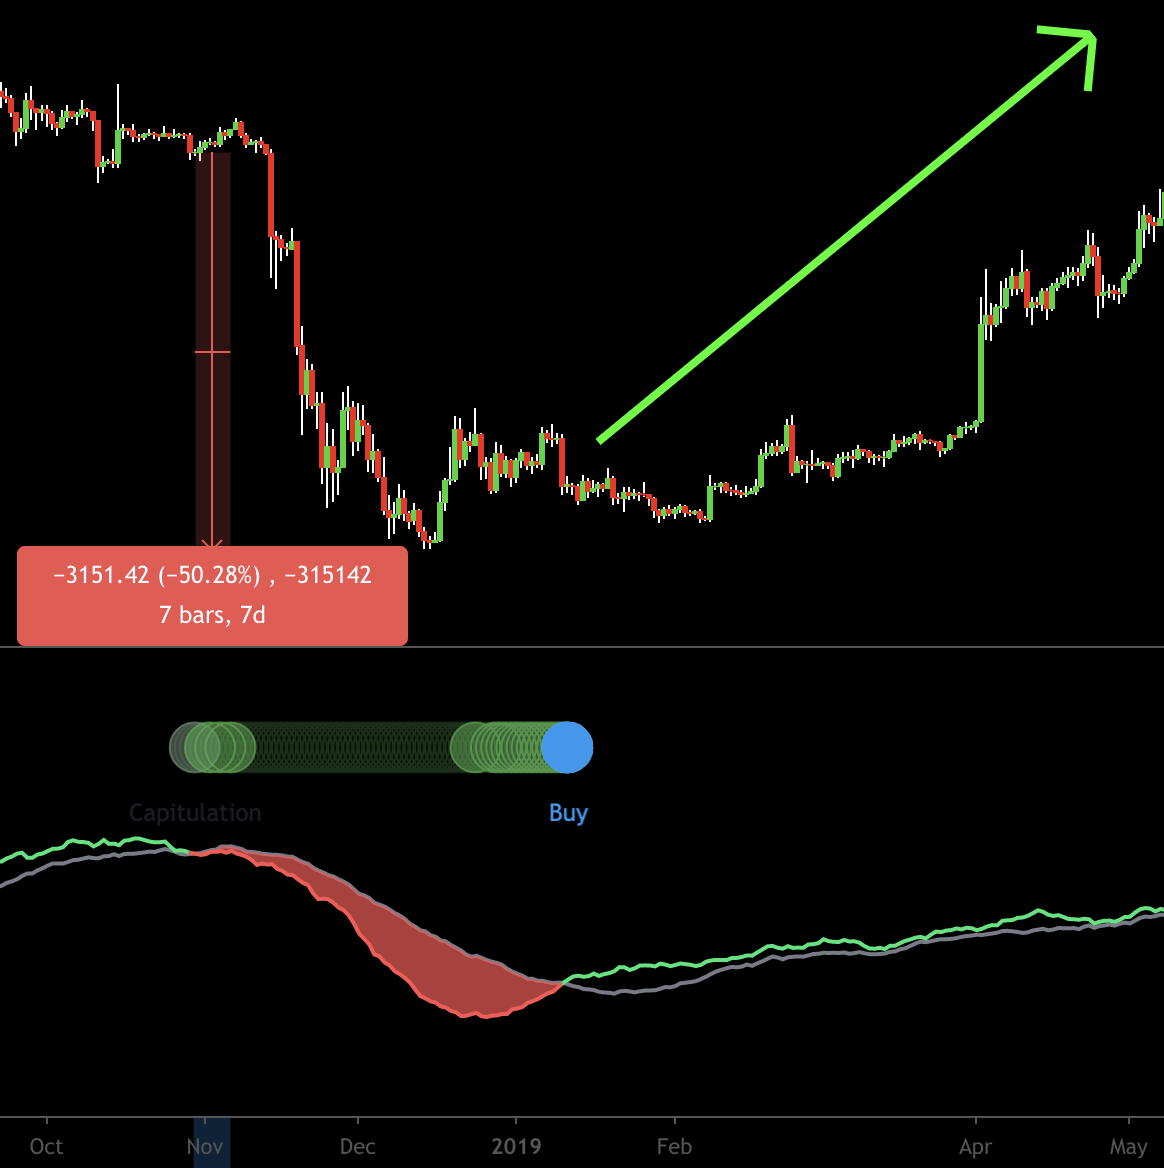 −3151.42 (−50.28%) , −315142
7 bars, 7d
Capitulation
Buy
Oct
Nov
Dec
2019
Feb
Apr
May